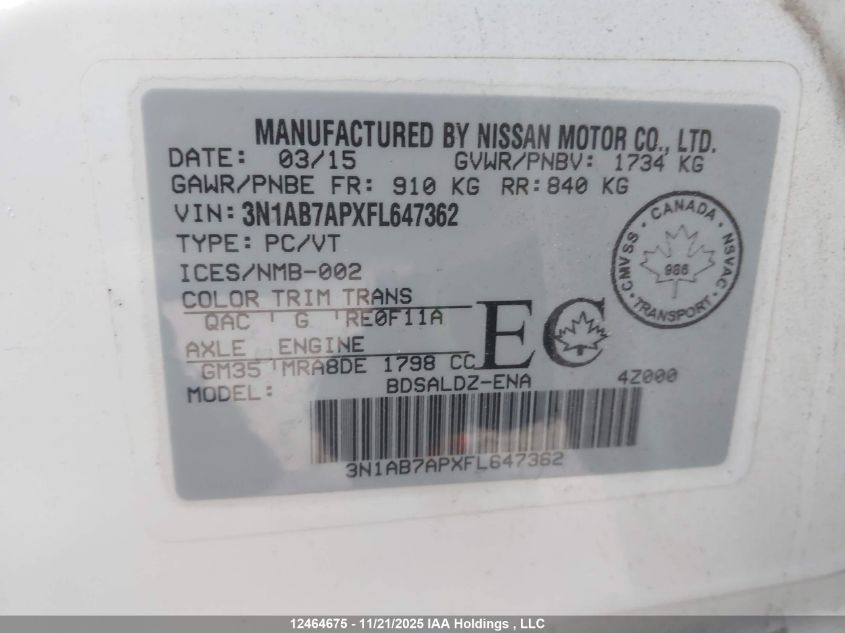 MANUFACTURED BY NISSAN MOTOR CO., LTD.
DATE: 03/15 GVWR/PNBV: 1734 KG
GAWR/PNBE FR: 910 KG RR: 840 KG
VIN: 3N1AB7APXFL647362
TYPE: PC/VT
ICES/NMB-002
COLOR TRIM TRANS
QAC G RE0F11A
AXLE ENGINE
GM35 MRA8DE 1798 CC
MODEL: BDSALDZ-ENA 4Z000
EC
CANADA
CMVSS NSVAC
986
TRANSPORT
3N1AB7APXFL647362
12464675 - 11/21/2025 IAA Holdings , LLC